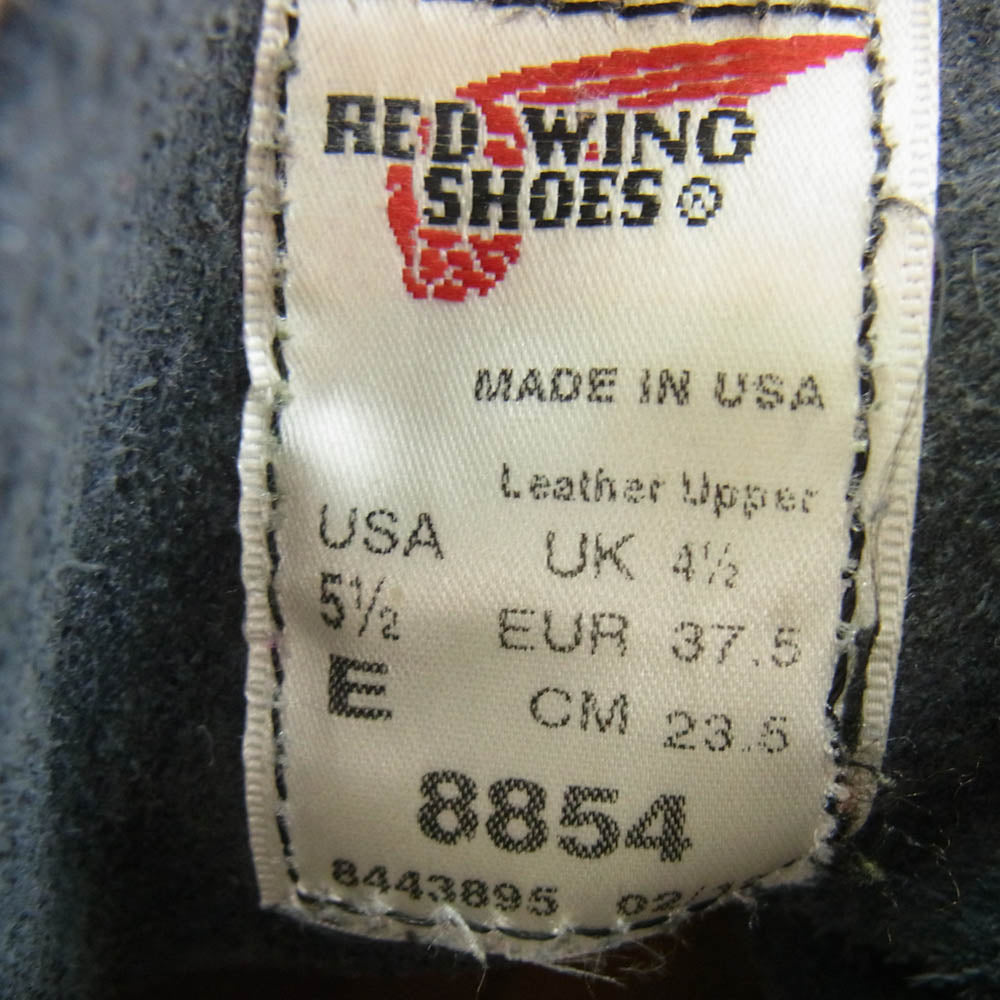 RED WING
SHOES®
MADE IN USA
Leather Upper
USA
5½
E
UK 4½
EUR 37.5
CM 23.5
8854
8443895 02/